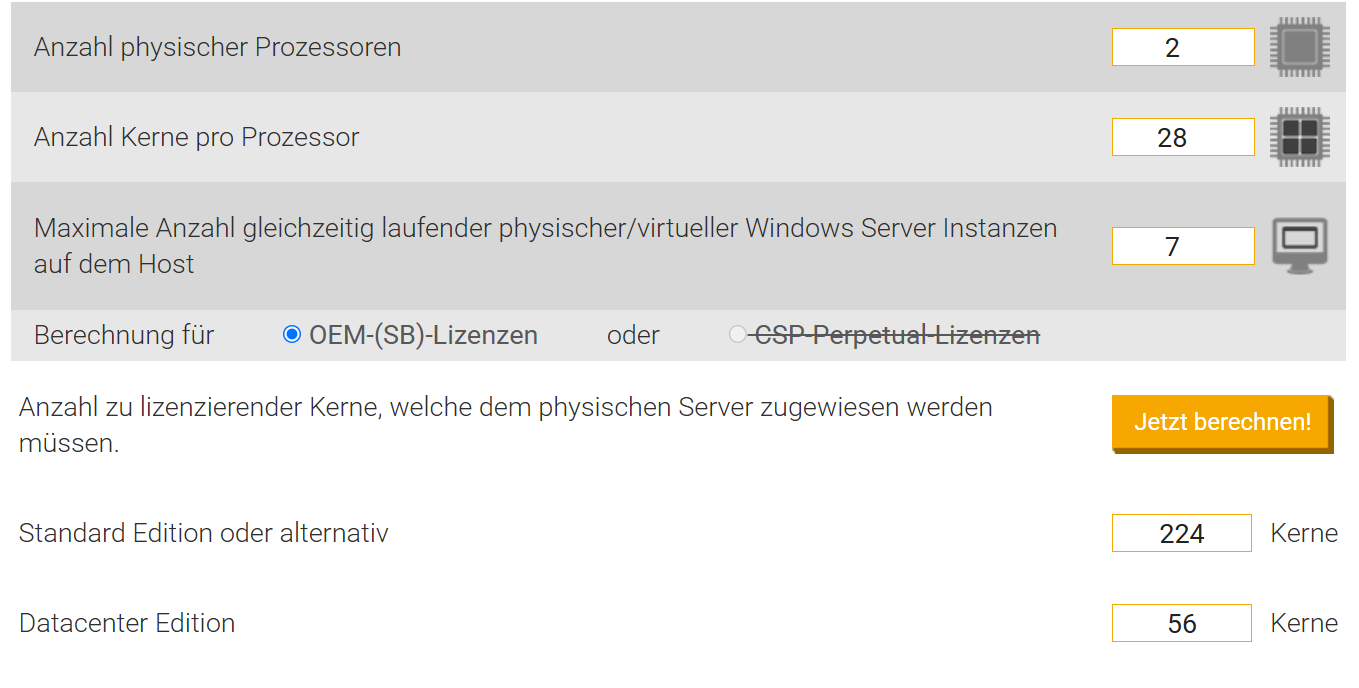 Anzahl physischer Prozessoren
2
Anzahl Kerne pro Prozessor
28
Maximale Anzahl gleichzeitig laufender physischer/virtueller Windows Server Instanzen
auf dem Host
7
Berechnung für OEM-(SB)-Lizenzen oder CSP-Perpetual-Lizenzen
Anzahl zu lizenzierender Kerne, welche dem physischen Server zugewiesen werden
müssen.
Jetzt berechnen!
Standard Edition oder alternativ
224 Kerne
Datacenter Edition
56 Kerne